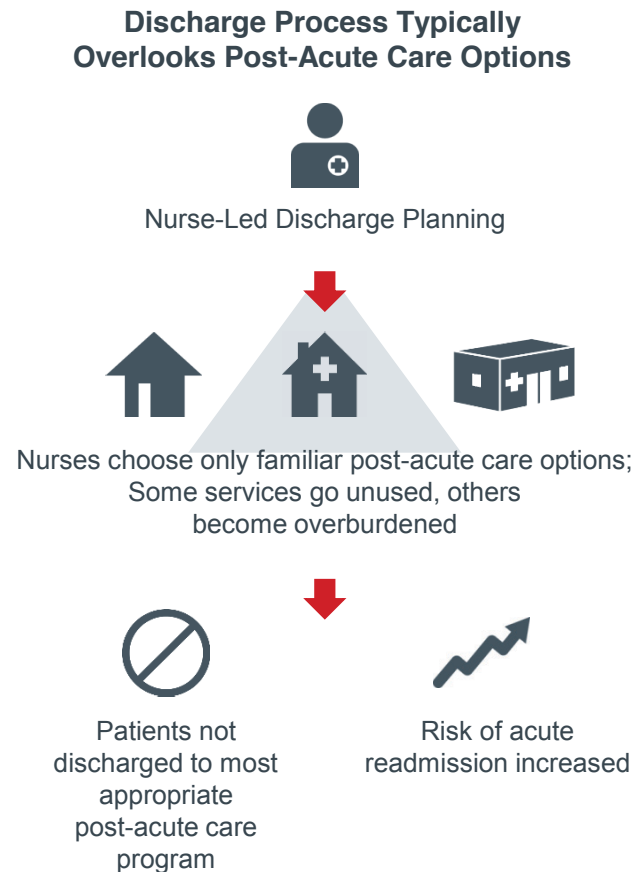 Discharge Process Typically
Overlooks Post-Acute Care Options
Nurse-Led Discharge Planning
Nurses choose only familiar post-acute care options;
Some services go unused, others
become overburdened
Patients not
discharged to most
appropriate
post-acute care
program
Risk of acute
readmission increased